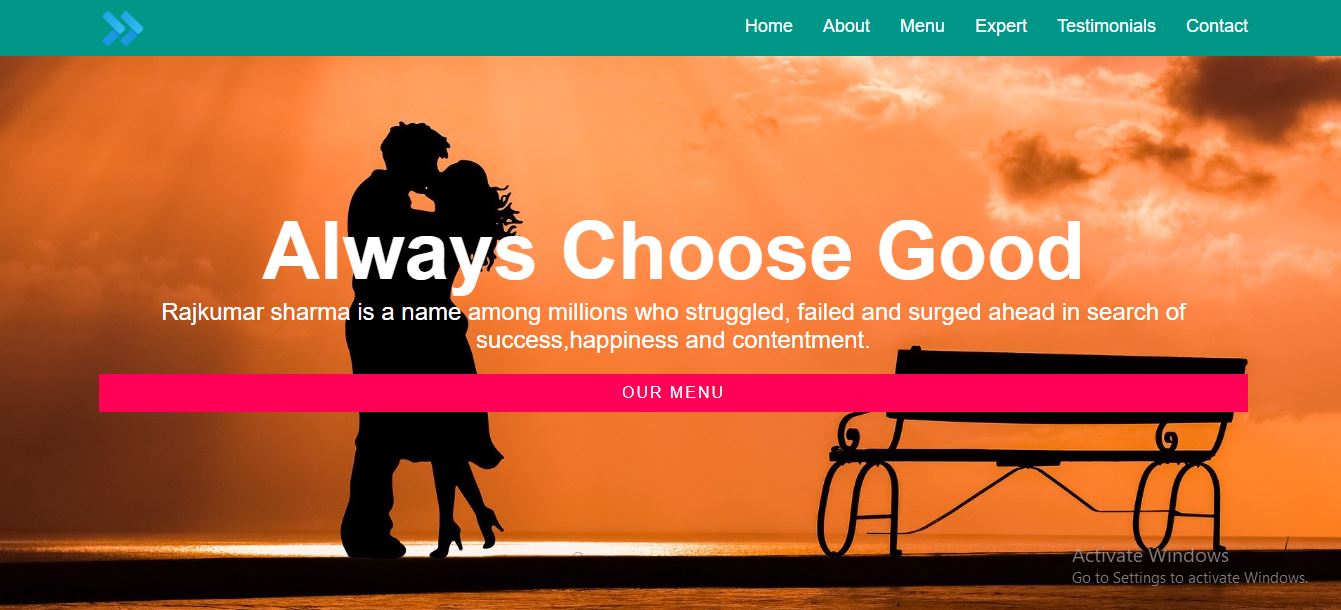 Home About Menu Expert Testimonials Contact
Always Choose Good
Rajkumar sharma is a name among millions who struggled, failed and surged ahead in search of
success,happiness and contentment.
OUR MENU
Activate Windows
Go to Settings to activate Windows.